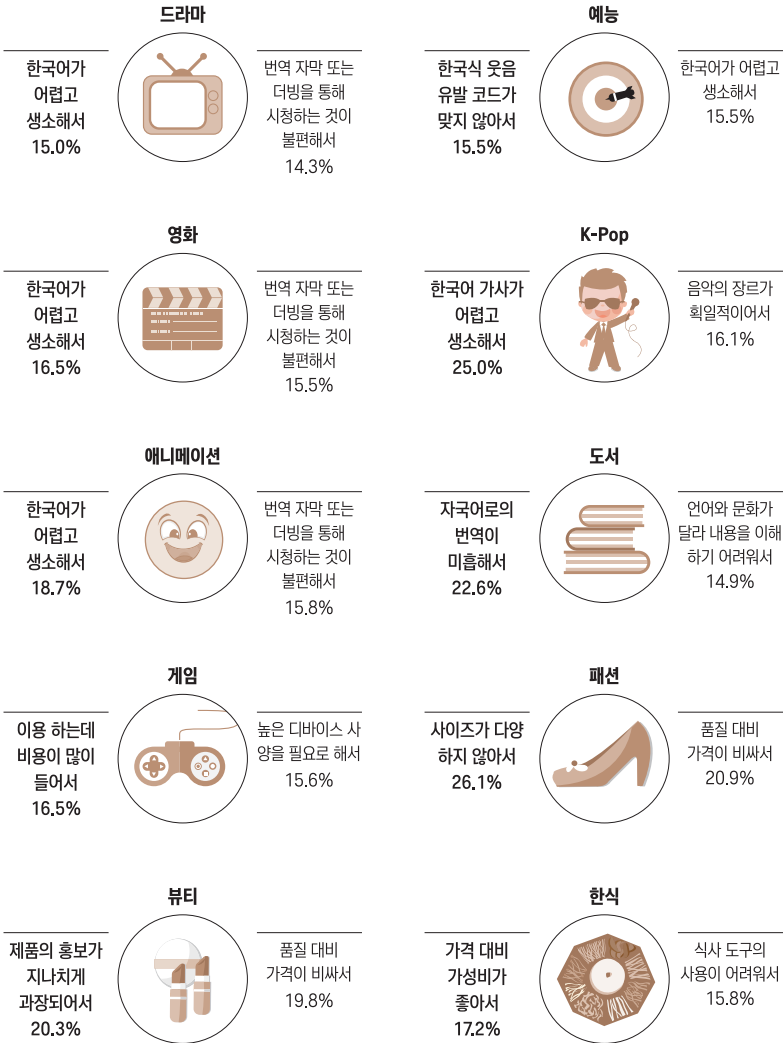 드라마
한국어가
어렵고
생소해서
15.0%
번역 자막 또는
더빙을 통해
시청하는 것이
불편해서
14.3%
예능
한국식 웃음
유발 코드가
맞지 않아서
15.5%
한국어가 어렵고
생소해서
15.5%
영화
한국어가
어렵고
생소해서
16.5%
번역 자막 또는
더빙을 통해
시청하는 것이
불편해서
15.5%
K-Pop
한국어 가사가
어렵고
생소해서
25.0%
음악의 장르가
획일적이어서
16.1%
애니메이션
한국어가
어렵고
생소해서
18.7%
번역 자막 또는
더빙을 통해
시청하는 것이
불편해서
15.8%
도서
자국어로의
번역이
미흡해서
22.6%
언어와 문화가
달라 내용을 이해
하기 어려워서
14.9%
게임
이용 하는데
비용이 많이
들어서
16.5%
높은 디바이스 사
양을 필요로 해서
15.6%
패션
사이즈가 다양
하지 않아서
26.1%
품질 대비
가격이 비싸서
20.9%
뷰티
제품의 홍보가
지나치게
과장되어서
20.3%
품질 대비
가격이 비싸서
19.8%
한식
가격 대비
가성비가
좋아서
17.2%
식사 도구의
사용이 어려워서
15.8%